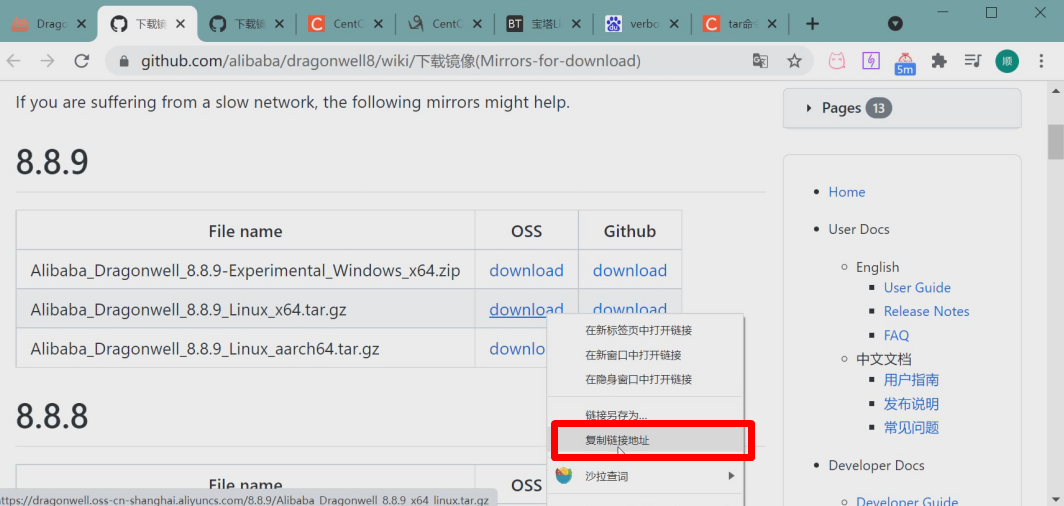 Drago
下载镜
下载镜
CentO
CentO
BT 宝塔Li
verbo
tar命令
github.com/alibaba/dragonwell8/wiki/下载镜像(Mirrors-for-download)
5m
顺
If you are suffering from a slow network, the following mirrors might help.
8.8.9
File name OSS Github
Alibaba_Dragonwell_8.8.9-Experimental_Windows_x64.zip download download
Alibaba_Dragonwell_8.8.9_Linux_x64.tar.gz download download
Alibaba_Dragonwell_8.8.9_Linux_aarch64.tar.gz downlo
8.8.8
File name OSS
在新标签页中打开链接
在新窗口中打开链接
在隐身窗口中打开链接
链接另存为...
复制链接地址
沙拉查词
Pages 13
Home
User Docs
English
User Guide
Release Notes
FAQ
中文文档
用户指南
发布说明
常见问题
Developer Docs
Developer Guide
ttps://dragonwell.oss-cn-shanghai.aliyuncs.com/8.8.9/Alibaba_Dragonwell_8.8.9_x64_linux.tar.gz